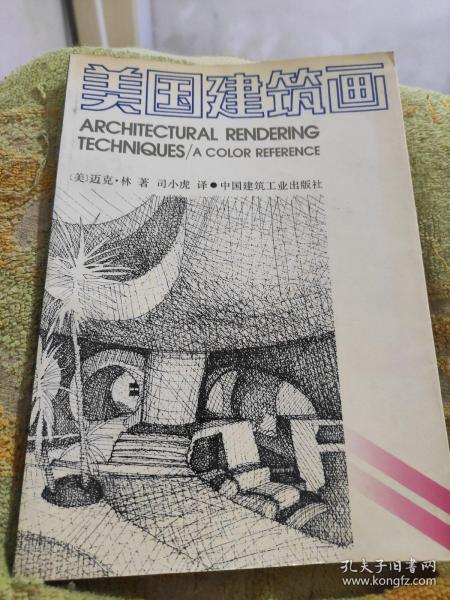 美国建筑画
ARCHITECTURAL RENDERING
TECHNIQUES/A COLOR REFERENCE
〔美〕迈克·林 著 司小虎 译●中国建筑工业出版社
孔夫子旧书网
www.kongfz.com